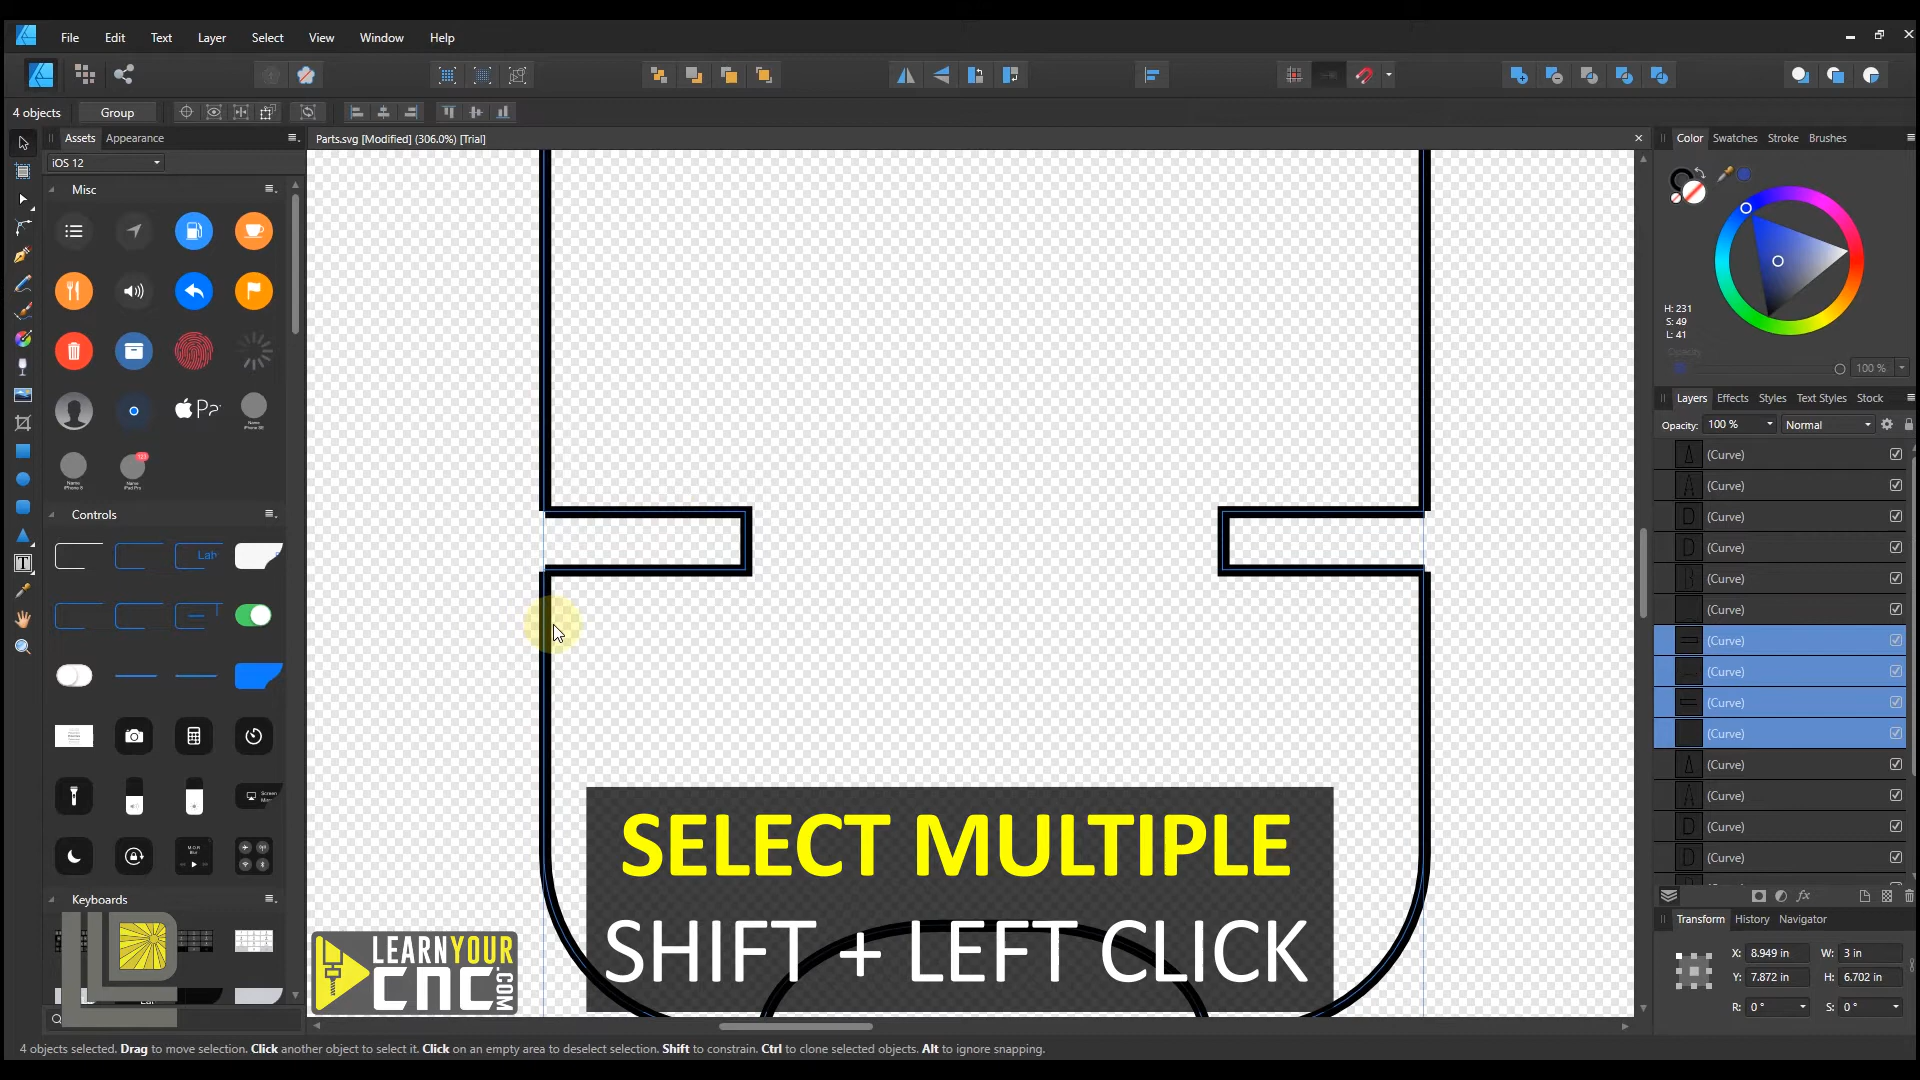 File Edit Text Layer Select View Window Help
4 objects Group
Assets Appearance
Parts.svg [Modified] (306.0%) [Trial]
Color Swatches Stroke Brushes
iOS 12
Misc
H: 231
S: 49
L: 41
Opacity
100 %
Layers Effects Styles Text Styles Stock
Opacity: 100 % Normal
(Curve)
(Curve)
(Curve)
(Curve)
(Curve)
(Curve)
(Curve)
(Curve)
(Curve)
(Curve)
(Curve)
(Curve)
(Curve)
(Curve)
Controls
Keyboards
SELECT MULTIPLE
SHIFT + LEFT CLICK
LEARNYOUR
CNC.COM
Transform History Navigator
X: 8.949 in W: 3 in
Y: 7.872 in H: 6.702 in
R: 0 ° S: 0 °
4 objects selected. Drag to move selection. Click another object to select it. Click on an empty area to deselect selection. Shift to constrain. Ctrl to clone selected objects. Alt to ignore snapping.